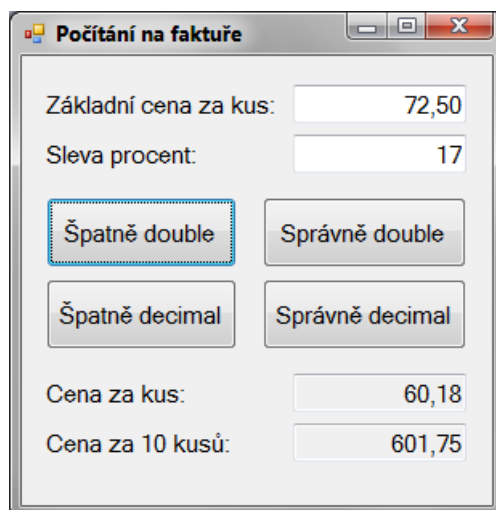 Počítání na faktuře
Základní cena za kus: 72,50
Sleva procent: 17
Špatně double Správně double
Špatně decimal Správně decimal
Cena za kus: 60,18
Cena za 10 kusů: 601,75